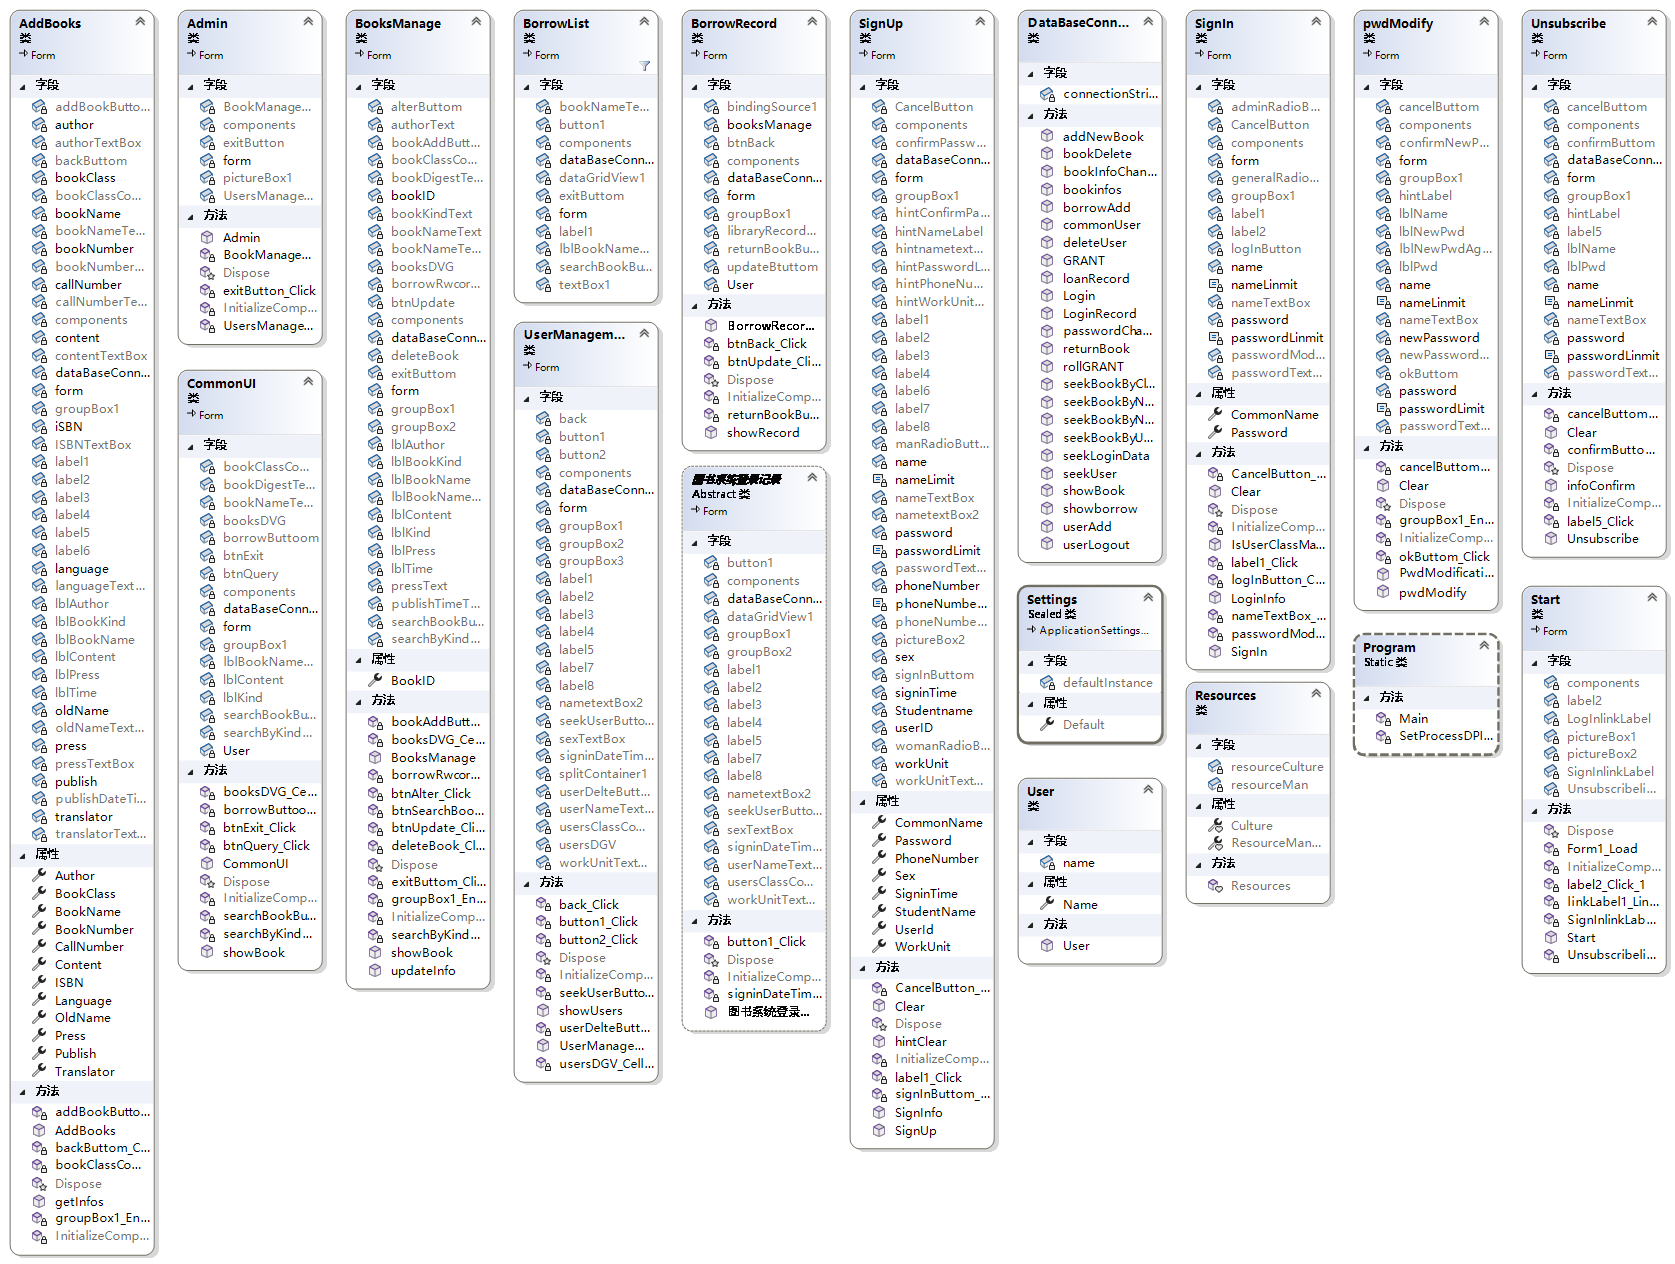 AddBooks
类
Form
字段
addBookButto...
author
authorTextBox
backButtom
bookClass
bookClassCo...
bookName
bookNameTe...
bookNumber
bookNumber...
callNumber
callNumberTe...
components
content
contentTextBox
dataBaseConn...
form
groupBox1
iSBN
ISBNTextBox
label1
label2
label3
label4
label5
label6
language
languageText...
lblAuthor
lblBookKind
lblBookName
lblContent
lblPress
lblTime
oldName
oldNameText...
press
pressTextBox
publish
publishDateTi...
translator
translatorText...
属性
Author
BookClass
BookName
BookNumber
CallNumber
Content
ISBN
Language
OldName
Press
Publish
Translator
方法
addBookButto...
AddBooks
backButtom_C...
bookClassCo...
Dispose
getInfos
groupBox1_En...
InitializeComp...
Admin
类
Form
字段
BookManage...
components
exitButton
form
pictureBox1
UsersManage...
方法
Admin
BookManage...
Dispose
exitButton_Click
InitializeComp...
UsersManage...
CommonUI
类
Form
字段
bookClassCo...
bookDigestTe...
bookNameTe...
booksDVG
borrowButtoom
btnExit
btnQuery
components
dataBaseConn...
form
groupBox1
lblBookName...
lblContent
lblKind
searchBookBu...
searchByKind...
User
方法
booksDVG_Ce...
borrowButtoo...
btnExit_Click
btnQuery_Click
CommonUI
Dispose
InitializeComp...
searchBookBu...
searchByKind...
showBook
BooksManage
类
Form
字段
alterButtom
authorText
bookAddButt...
bookClassCo...
bookDigestTe...
bookID
bookKindText
bookNameText
bookNameTe...
booksDVG
borrowRwcor...
btnUpdate
components
dataBaseConn...
deleteBook
exitButtom
form
groupBox1
groupBox2
lblAuthor
lblBookKind
lblBookName
lblBookName...
lblContent
lblKind
lblPress
lblTime
pressText
publishTimeT...
searchBookBu...
searchByKind...
属性
BookID
方法
bookAddButt...
booksDVG_Ce...
BooksManage
borrowRwcor...
btnAlter_Click
btnSearchBoo...
btnUpdate_Cli...
deleteBook_Cl...
Dispose
exitButtom_Cli...
groupBox1_En...
InitializeComp...
searchByKind...
showBook
updateInfo
BorrowList
类
Form
字段
bookNameTe...
button1
components
dataBaseConn...
dataGridView1
exitButtom
form
label1
lblBookName...
searchBookBu...
textBox1
UserManagem...
类
Form
字段
back
button1
button2
components
dataBaseConn...
form
groupBox1
groupBox2
groupBox3
label1
label2
label3
label4
label5
label7
label8
nametextBox2
seekUserButto...
sexTextBox
signinDateTim...
splitContainer1
userDelteButt...
userNameText...
usersClassCo...
usersDGV
workUnitText...
方法
back_Click
button1_Click
button2_Click
Dispose
InitializeComp...
seekUserButto...
showUsers
userDelteButt...
UserManage...
usersDGV_Cell...
BorrowRecord
类
Form
字段
bindingSource1
booksManage
btnBack
components
dataBaseConn...
form
groupBox1
libraryRecord...
returnBookBu...
updateBtuttom
User
方法
BorrowRecor...
btnBack_Click
btnUpdate_Cli...
Dispose
InitializeComp...
returnBookBu...
showRecord
图书系统登录记录
Abstract 类
Form
字段
button1
components
dataBaseConn...
dataGridView1
groupBox1
groupBox2
label1
label2
label3
label4
label5
label7
label8
nametextBox2
seekUserButto...
sexTextBox
signinDateTim...
userNameText...
usersClassCo...
workUnitText...
方法
button1_Click
Dispose
InitializeComp...
signinDateTim...
图书系统登录...
SignUp
类
Form
字段
CancelButton
components
confirmPassw...
dataBaseConn...
form
groupBox1
hintConfirmPa...
hintNameLabel
hintnametext...
hintPasswordL...
hintPhoneNu...
hintWorkUnit...
label1
label2
label3
label4
label6
label7
label8
manRadioButt...
name
nameLimit
nameTextBox
nametextBox2
password
passwordLimit
passwordText...
phoneNumber
phoneNumbe...
phoneNumbe...
pictureBox2
sex
signInButtom
signinTime
Studentname
userID
womanRadioB...
workUnit
workUnitText...
属性
CommonName
Password
PhoneNumber
Sex
SigninTime
StudentName
UserId
WorkUnit
方法
CancelButton_...
Clear
Dispose
hintClear
InitializeComp...
label1_Click
signInButtom_...
SignInfo
SignUp
DataBaseConn...
类
字段
connectionStri...
方法
addNewBook
bookDelete
bookInfoChan...
bookinfos
borrowAdd
commonUser
deleteUser
GRANT
loanRecord
Login
LoginRecord
passwordCha...
returnBook
rollGRANT
seekBookByCl...
seekBookByN...
seekBookByN...
seekBookByU...
seekLoginData
seekUser
showBook
showborrow
userAdd
userLogout
Settings
Sealed 类
ApplicationSettings...
字段
defaultInstance
属性
Default
User
类
字段
name
属性
Name
方法
User
SignIn
类
Form
字段
adminRadioB...
CancelButton
components
form
generalRadio...
groupBox1
label1
label2
logInButton
name
nameLinmit
nameTextBox
password
passwordLinmit
passwordMod...
passwordText...
属性
CommonName
Password
方法
CancelButton_...
Clear
Dispose
InitializeComp...
IsUserClassMa...
label1_Click
logInButton_C...
LoginInfo
nameTextBox_...
passwordMod...
SignIn
Resources
类
字段
resourceCulture
resourceMan
属性
Culture
ResourceMan...
方法
Resources
pwdModify
类
Form
字段
cancelButtom
components
confirmNewP...
form
groupBox1
hintLabel
lblName
lblNewPwd
lblNewPwdAg...
lblPwd
name
nameLinmit
nameTextBox
newPassword
newPassword...
okButtom
password
passwordLimit
passwordText...
方法
cancelButtom...
Clear
Dispose
groupBox1_En...
InitializeComp...
okButtom_Click
PwdModificati...
pwdModify
Program
Static 类
方法
Main
SetProcessDPI...
Unsubscribe
类
Form
字段
cancelButtom
components
confirmButtom
dataBaseConn...
form
groupBox1
hintLabel
label5
lblName
lblPwd
name
nameLinmit
nameTextBox
password
passwordLinmit
passwordText...
方法
cancelButtom...
Clear
confirmButto...
Dispose
infoConfirm
InitializeComp...
label5_Click
Unsubscribe
Start
类
Form
字段
components
label2
LogInlinkLabel
pictureBox1
pictureBox2
SignInlinkLabel
Unsubscribeli...
方法
Dispose
Form1_Load
InitializeComp...
label2_Click_1
linkLabel1_Lin...
SignInlinkLab...
Start
Unsubscribeli...